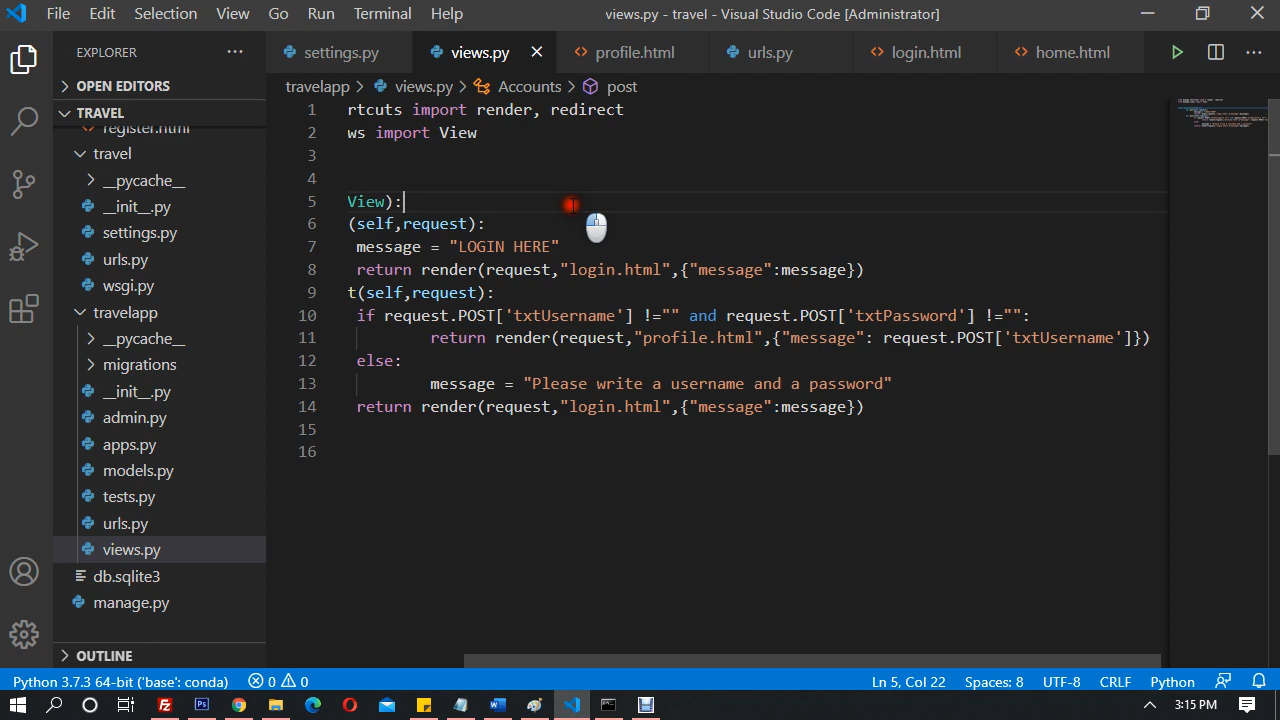 File Edit Selection View Go Run Terminal Help views.py - travel - Visual Studio Code [Administrator]
EXPLORER
settings.py views.py profile.html urls.py login.html home.html
OPEN EDITORS
travelapp > views.py > Accounts > post
TRAVEL
register.html
travel
__pycache__
__init__.py
settings.py
urls.py
wsgi.py
travelapp
__pycache__
migrations
__init__.py
admin.py
apps.py
models.py
tests.py
urls.py
views.py
db.sqlite3
manage.py
OUTLINE
1 rtcuts import render, redirect
2 ws import View
3
4
5 View):
6 (self,request):
7 message = "LOGIN HERE"
8 return render(request,"login.html",{"message":message})
9 t(self,request):
10 if request.POST['txtUsername'] !="" and request.POST['txtPassword'] !="":
11 return render(request,"profile.html",{"message": request.POST['txtUsername']})
12 else:
13 message = "Please write a username and a password"
14 return render(request,"login.html",{"message":message})
15
16
Python 3.7.3 64-bit ('base': conda) 0 0 Ln 5, Col 22 Spaces: 8 UTF-8 CRLF Python
3:15 PM